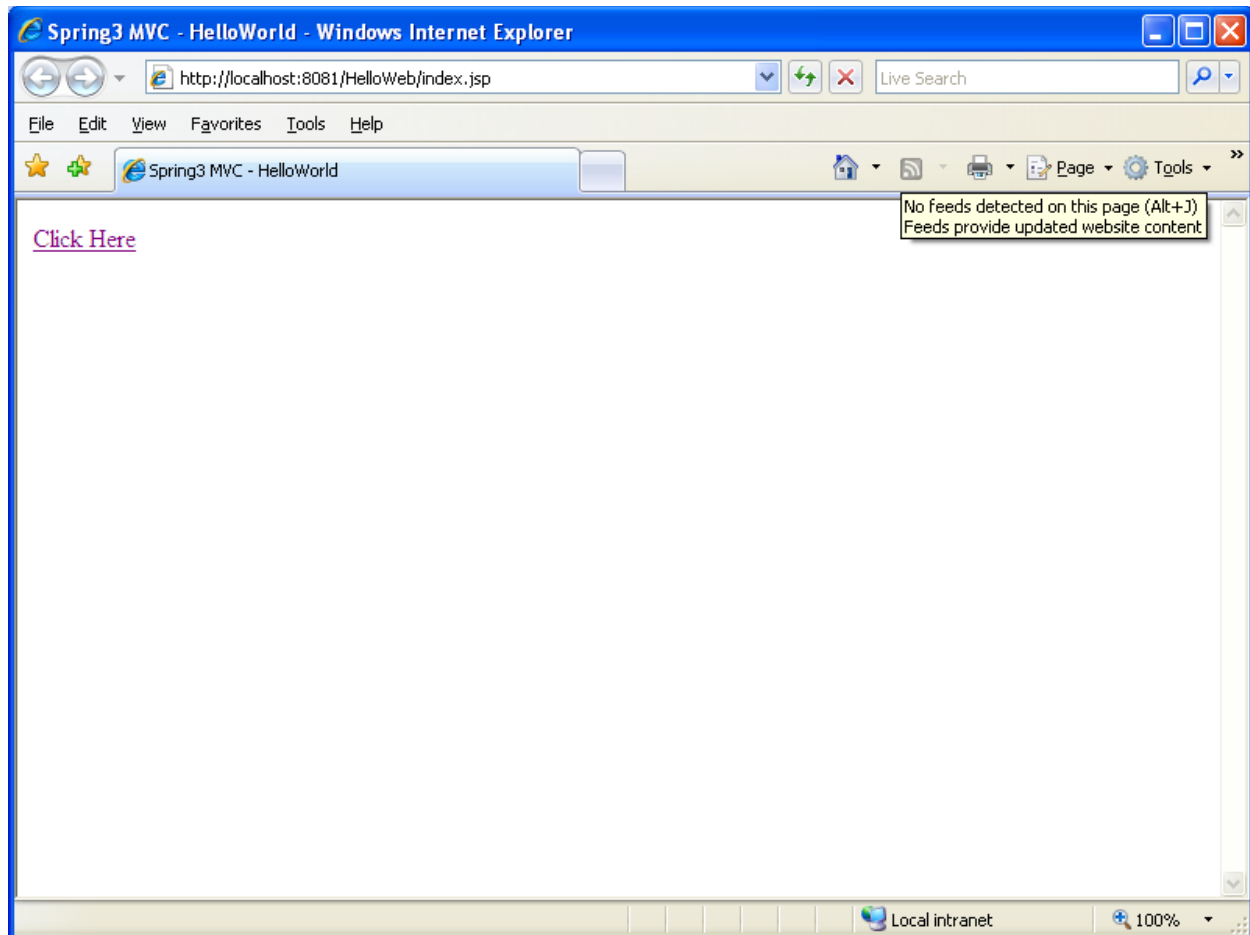 Spring3 MVC - HelloWorld - Windows Internet Explorer
http://localhost:8081/HelloWeb/index.jsp
Live Search
File Edit View Favorites Tools Help
Spring3 MVC - HelloWorld
Page Tools »
No feeds detected on this page (Alt+J)
Feeds provide updated website content
Click Here
Local intranet 100%